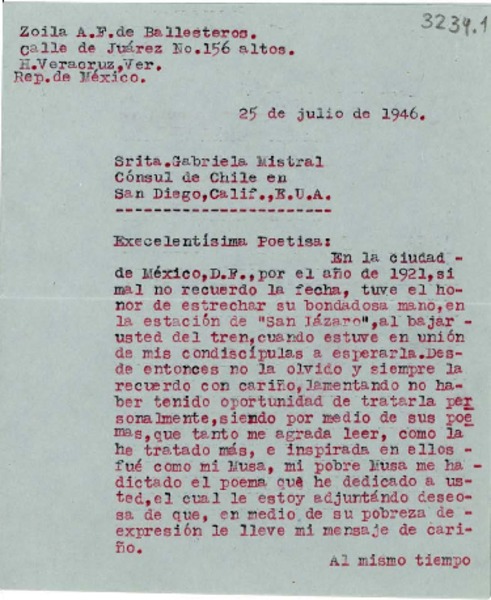 3234.1
Zoila A.F.de Ballesteros.
Calle de Juárez No.156 altos.
H.Veracruz,Ver.
Rep.de México.
25 de julio de 1946.
Srita.Gabriela Mistral
Cónsul de Chile en
San Diego,Calif.,E.U.A.
-----------------------
Execelentísima Poetisa:
En la ciudad -
de México,D.F.,por el año de 1921,si
mal no recuerdo la fecha, tuve el ho-
nor de estrechar su bondadosa mano,en
la estación de "San Lázaro",al bajar-
usted del tren,cuando estuve en unión
de mis condiscípulas a esperarla.Des-
de entonces no la olvido y siempre la
recuerdo con cariño,lamentando no ha-
ber tenido oportunidad de tratarla per
sonalmente,siendo por medio de sus poe
mas,que tanto me agrada leer, como la
he tratado más, e inspirada en ellos -
fué como mi Musa, mi pobre Musa me ha-
dictado el poema que he dedicado a us-
ted,el cual le estoy adjuntándo deseo-
sa de que, en medio de su pobreza de -
expresión le lleve mi mensaje de cari-
ño.
Al mismo tiempo